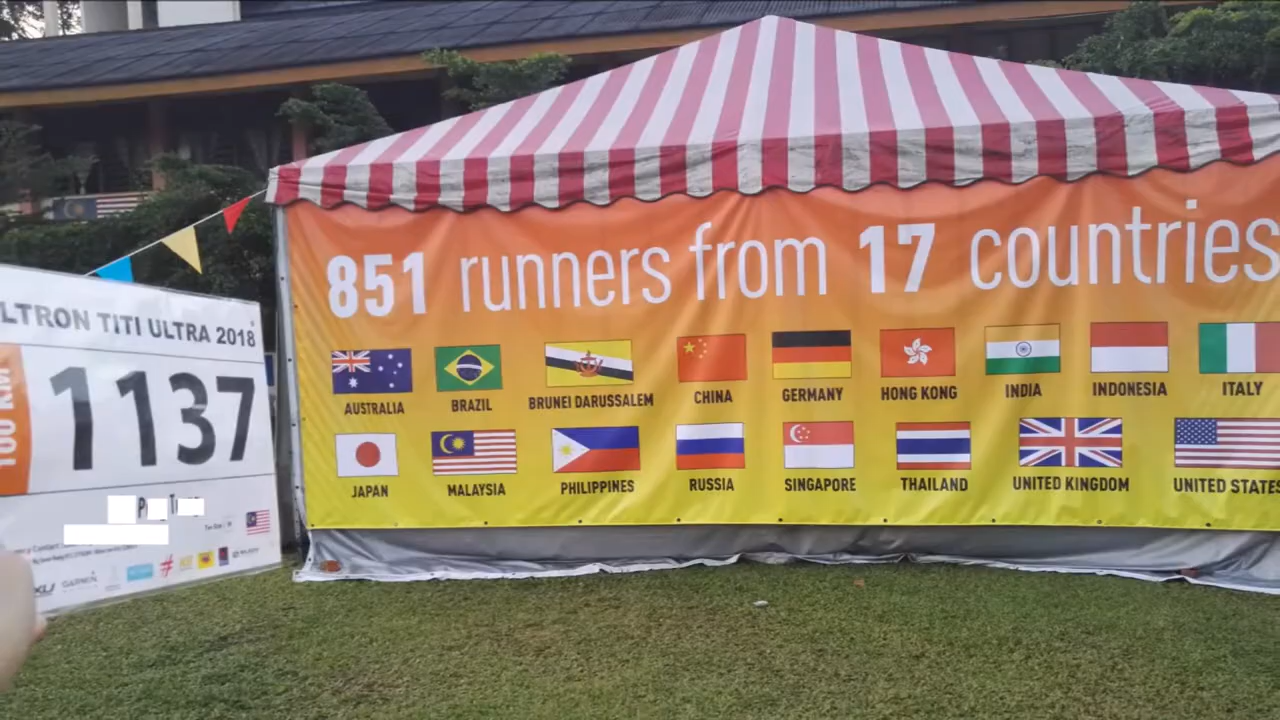 851 runners from 17 countries
AUSTRALIA BRAZIL BRUNEI DARUSSALEM CHINA GERMANY HONG KONG INDIA INDONESIA ITALY
JAPAN MALAYSIA PHILIPPINES RUSSIA SINGAPORE THAILAND UNITED KINGDOM UNITED STATES
LTRON TITI ULTRA 2018
100 KM
1137
GARMIN